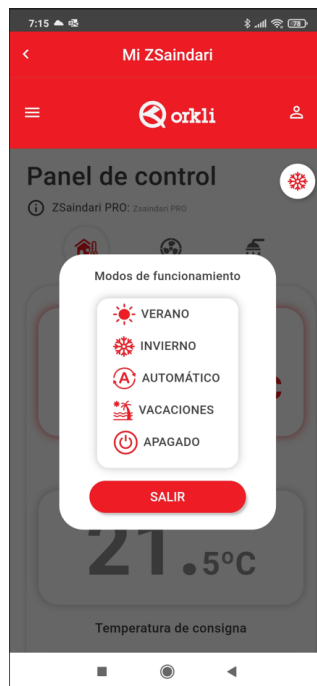 7:15
78
Mi ZSaindari
orkli
Panel de control
ZSaindari PRO: Zsaindari PRO
Modos de funcionamiento
VERANO
INVIERNO
A AUTOMÁTICO
VACACIONES
APAGADO
C
SALIR
21.5ºC
Temperatura de consigna